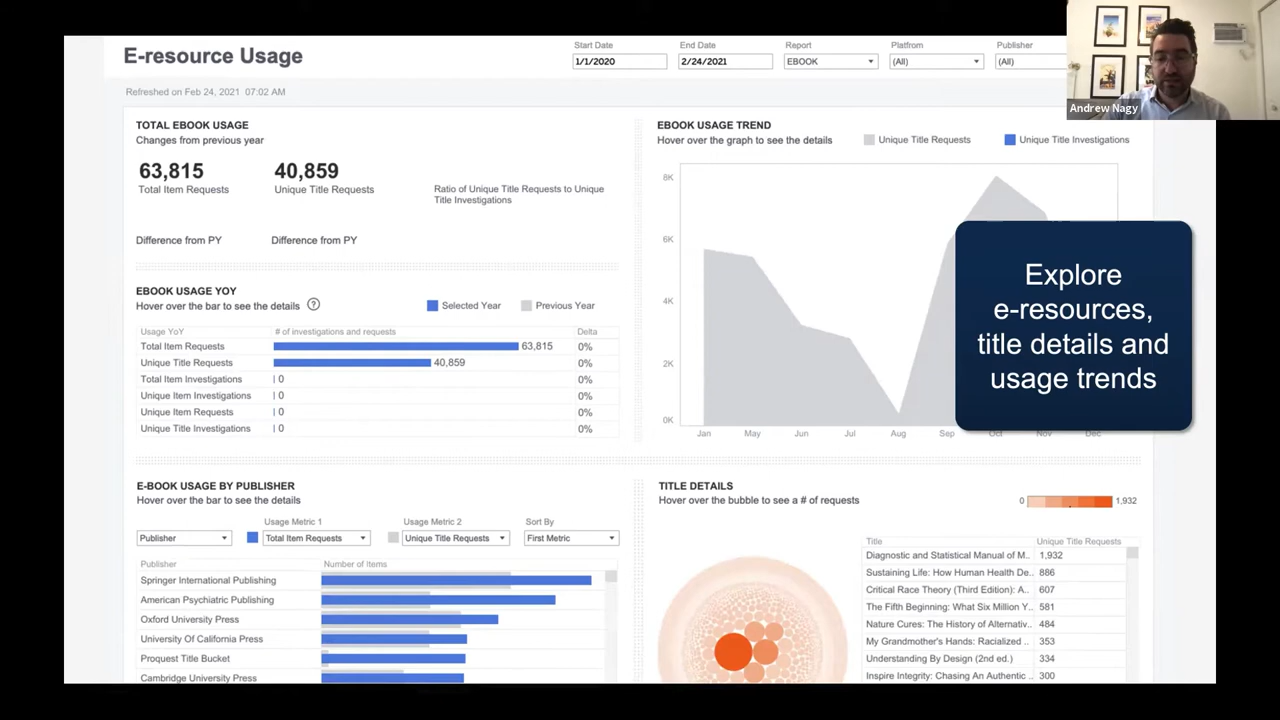 E-resource Usage
Start Date
End Date
Report
Platfrom
Publisher
1/1/2020
2/24/2021
EBOOK
(All)
(All)
Andrew Nagy
Refreshed on Feb 24, 2021 07:02 AM
TOTAL EBOOK USAGE
Changes from previous year
63,815
40,859
Total Item Requests
Unique Title Requests
Ratio of Unique Title Requests to Unique
Title Investigations
Difference from PY
Difference from PY
EBOOK USAGE TREND
Hover over the graph to see the details
Unique Title Requests
Unique Title Investigations
8K
6K
4K
2K
0K
Jan
May
Jun
Jul
Aug
Sep
Oct
Nov
Dec
Explore
e-resources,
title details and
usage trends
EBOOK USAGE YOY
Hover over the bar to see the details ?
Selected Year
Previous Year
Usage YoY
# of investigations and requests
Delta
Total Item Requests 63,815 0%
Unique Title Requests 40,859 0%
Total Item Investigations 0 0%
Unique Item Investigations 0 0%
Unique Item Requests 0 0%
Unique Title Investigations 0 0%
E-BOOK USAGE BY PUBLISHER
Hover over the bar to see the details
Usage Metric 1
Usage Metric 2
Sort By
Publisher
Total Item Requests
Unique Title Requests
First Metric
Publisher
Number of Items
Springer International Publishing
American Psychiatric Publishing
Oxford University Press
University Of California Press
Proquest Title Bucket
Cambridge University Press
TITLE DETAILS
Hover over the bubble to see a # of requests
0
1,932
Title
Unique Title Requests
Diagnostic and Statistical Manual of M.. 1,932
Sustaining Life: How Human Health De.. 886
Critical Race Theory (Third Edition): A.. 607
The Fifth Beginning: What Six Million Y.. 581
Nature Cures: The History of Alternativ.. 484
My Grandmother's Hands: Racialized .. 353
Understanding By Design (2nd ed.) 334
Inspire Integrity: Chasing An Authentic .. 300